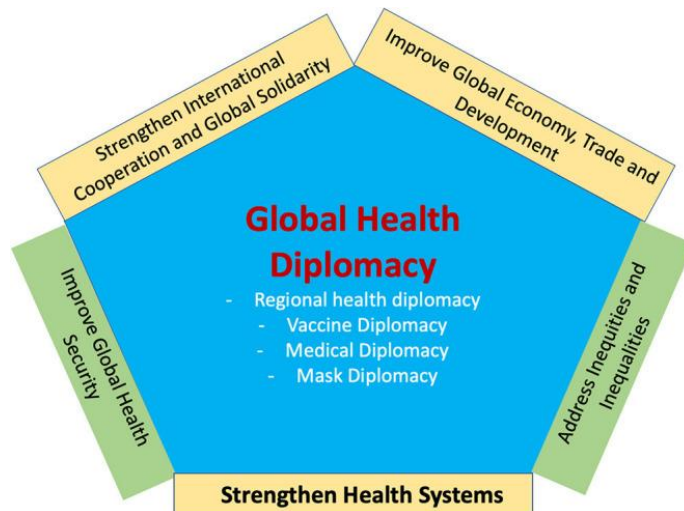 Strengthen International
Cooperation and Global Solidarity
Improve Global Economy, Trade and
Development
Global Health
Diplomacy
- Regional health diplomacy
- Vaccine Diplomacy
- Medical Diplomacy
- Mask Diplomacy
Improve Global Health
Security
Address Inequities and
Inequalities
Strengthen Health Systems